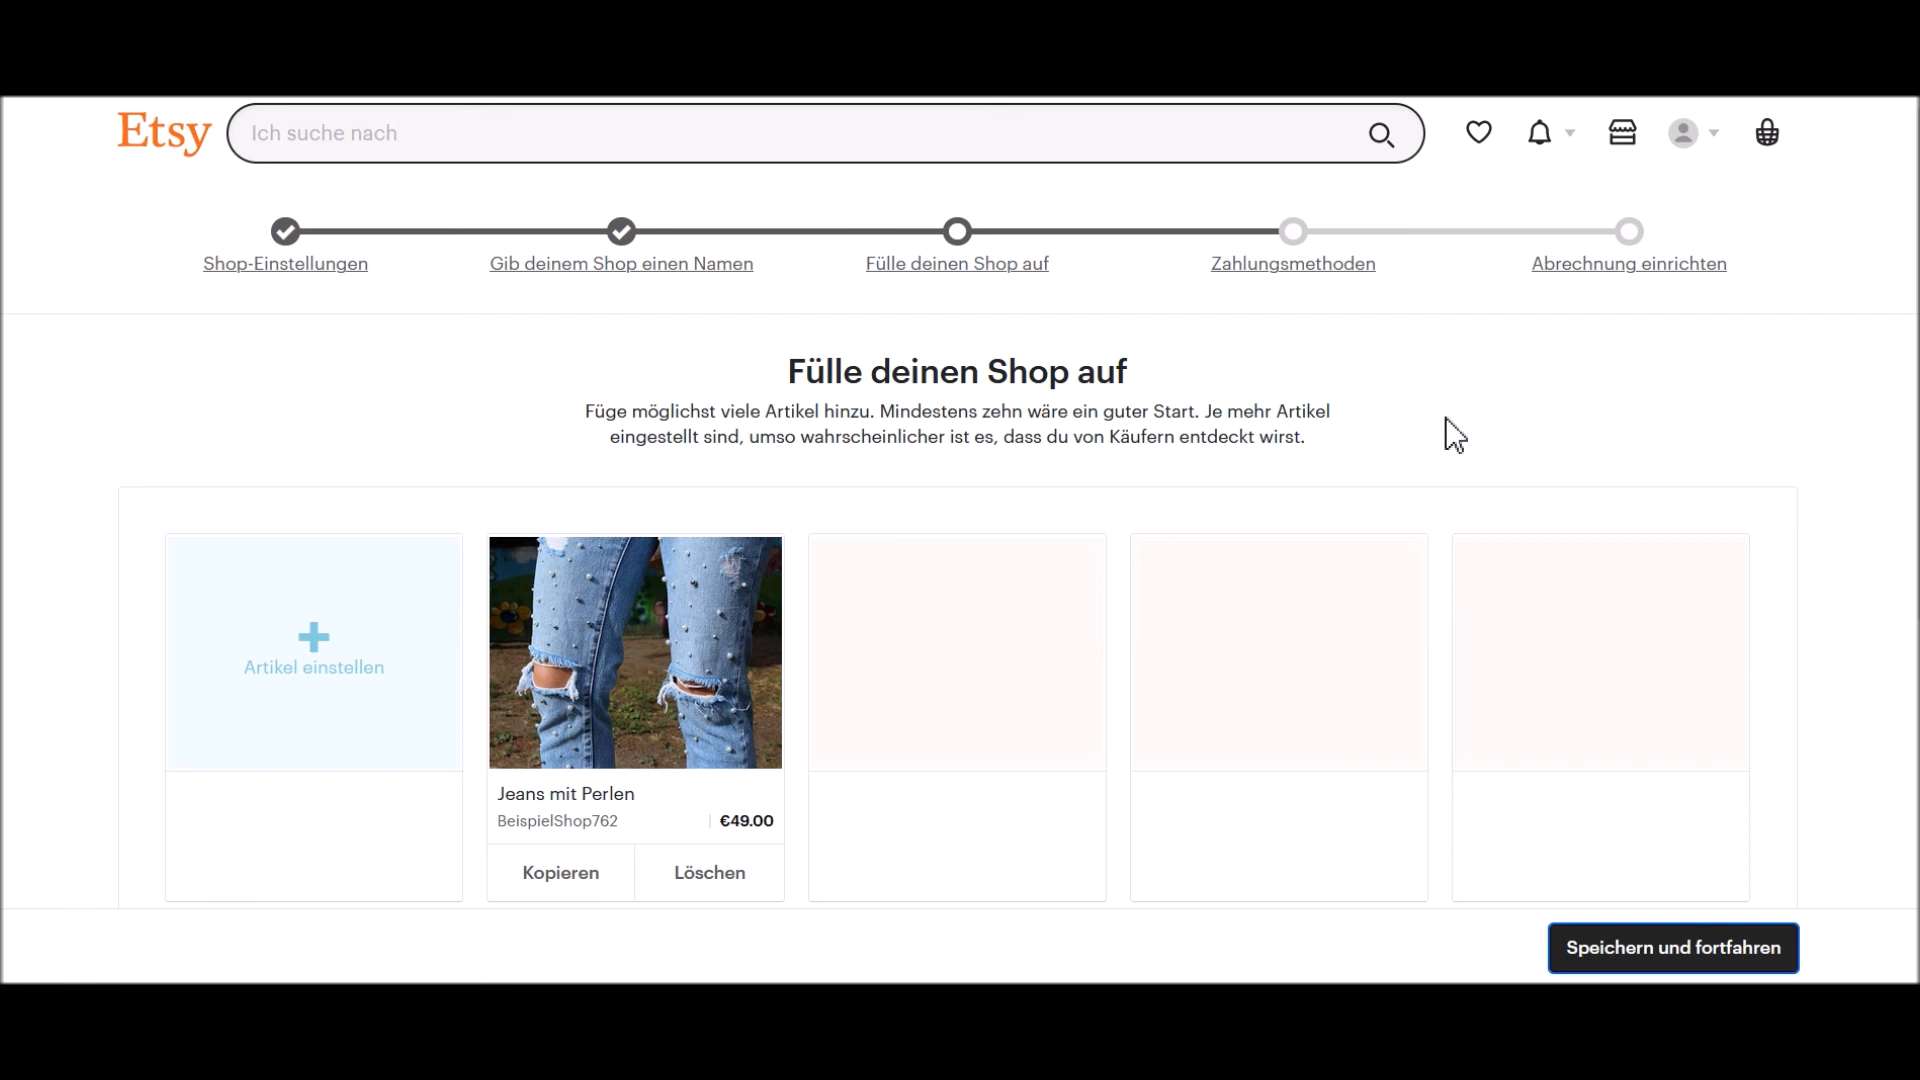 Etsy
Ich suche nach
Shop-Einstellungen
Gib deinem Shop einen Namen
Fülle deinen Shop auf
Zahlungsmethoden
Abrechnung einrichten
Fülle deinen Shop auf
Füge möglichst viele Artikel hinzu. Mindestens zehn wäre ein guter Start. Je mehr Artikel
eingestellt sind, umso wahrscheinlicher ist es, dass du von Käufern entdeckt wirst.
Artikel einstellen
Jeans mit Perlen
BeispielShop762
€49.00
Kopieren
Löschen
Speichern und fortfahren